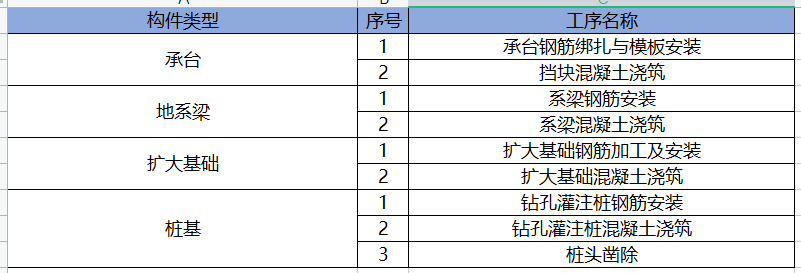 构件类型 序号 工序名称
承台 1 承台钢筋绑扎与模板安装
2 挡块混凝土浇筑
地系梁 1 系梁钢筋安装
2 系梁混凝土浇筑
扩大基础 1 扩大基础钢筋加工及安装
2 扩大基础混凝土浇筑
桩基 1 钻孔灌注桩钢筋安装
2 钻孔灌注桩混凝土浇筑
3 桩头凿除